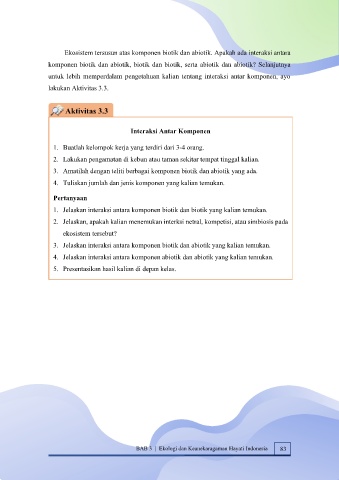 Ekosistem tersusun atas komponen biotik dan abiotik. Apakah ada interaksi antara
komponen biotik dan abiotik, biotik dan biotik, serta abiotik dan abiotik? Selanjutnya
untuk lebih memperdalam pengetahuan kalian tentang interaksi antar komponen, ayo
lakukan Aktivitas 3.3.
Aktivitas 3.3
Interaksi Antar Komponen
1. Buatlah kelompok kerja yang terdiri dari 3-4 orang.
2. Lakukan pengamatan di kebun atau taman sekitar tempat tinggal kalian.
3. Amatilah dengan teliti berbagai komponen biotik dan abiotik yang ada.
4. Tuliskan jumlah dan jenis komponen yang kalian temukan.
Pertanyaan
1. Jelaskan interaksi antara komponen biotik dan biotik yang kalian temukan.
2. Jelaskan, apakah kalian menemukan interksi netral, kompetisi, atau simbiosis pada
ekosistem tersebut?
3. Jelaskan interaksi antara komponen biotik dan abiotik yang kalian temukan.
4. Jelaskan interaksi antara komponen abiotik dan abiotik yang kalian temukan.
5. Presentasikan hasil kalian di depan kelas.
BAB 3 | Ekologi dan Keanekaragaman Hayati Indonesia 83